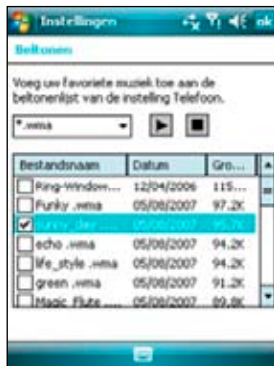 Instellingen ok
Beltonen
Voeg uw favoriete muziek toe aan de
beltonenlijst van de instelling Telefoon.
*.wma
Bestandsnaam Datum Gro...
Ring-Window... 12/04/2006 115...
Funky .wma 05/08/2007 97.2K
sunny_day .... 05/08/2007 95.7K
echo .wma 05/08/2007 94.2K
life_style .wma 05/08/2007 94.2K
green .wma 05/08/2007 91.2K
Magic Flute .... 05/08/2007 89.8K